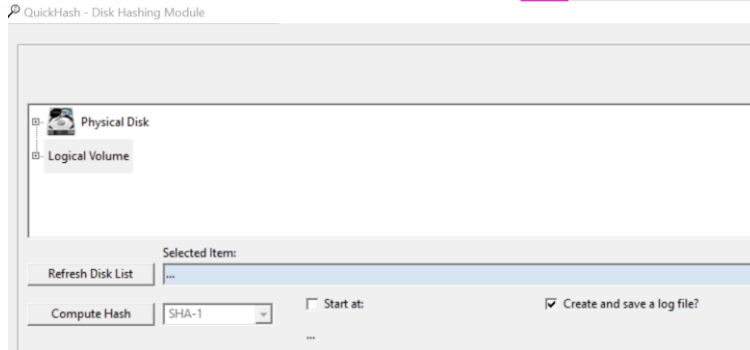 QuickHash - Disk Hashing Module
Physical Disk
Logical Volume
Selected Item:
Refresh Disk List ...
Compute Hash SHA-1 Start at: Create and save a log file?
...